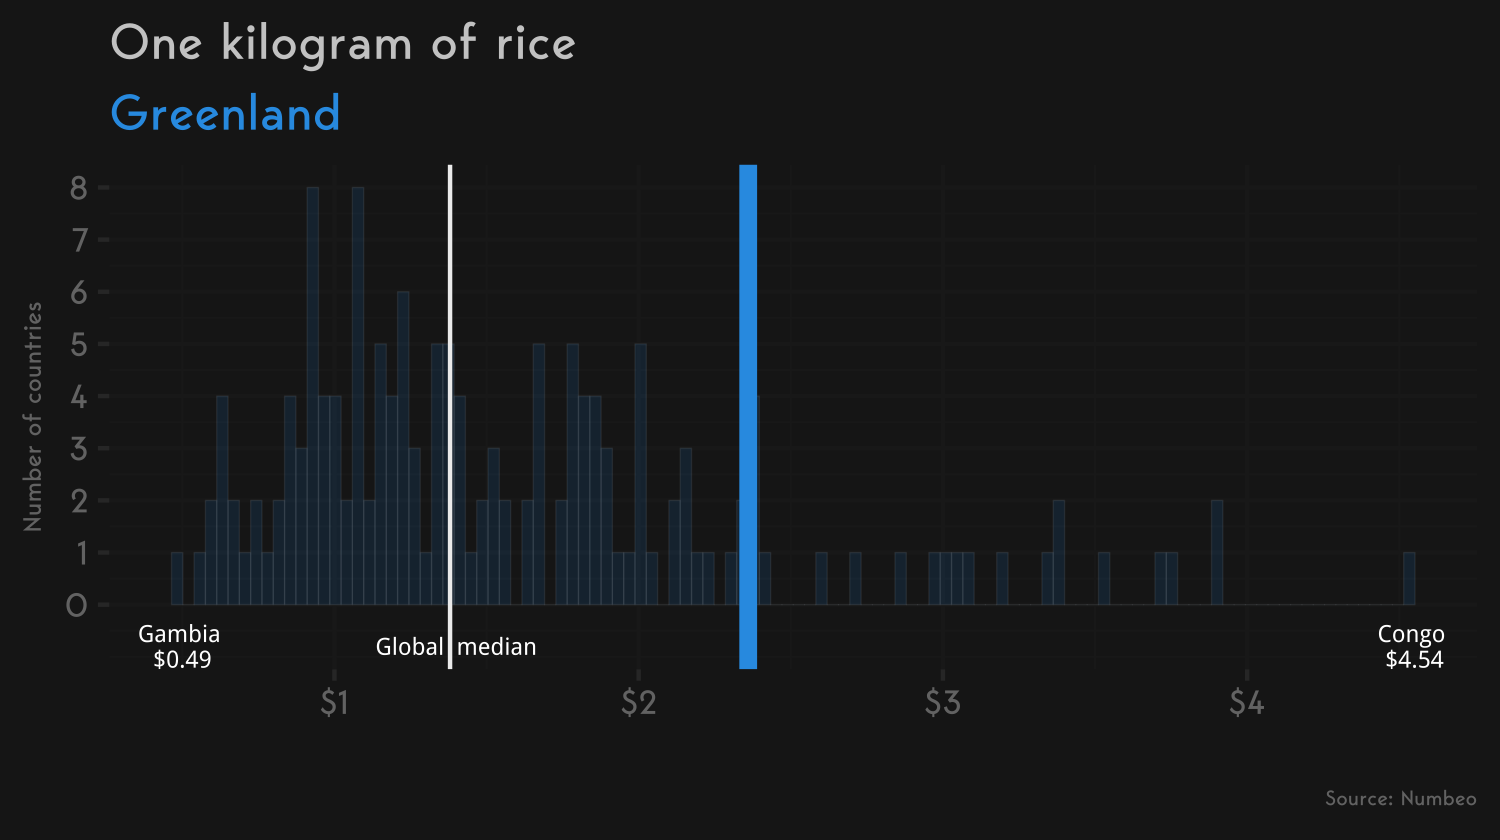 One kilogram of rice
Greenland
Number of countries
8
7
6
5
4
3
2
1
0
Gambia
$0.49
Global median
Congo
$4.54
$1
$2
$3
$4
Source: Numbeo